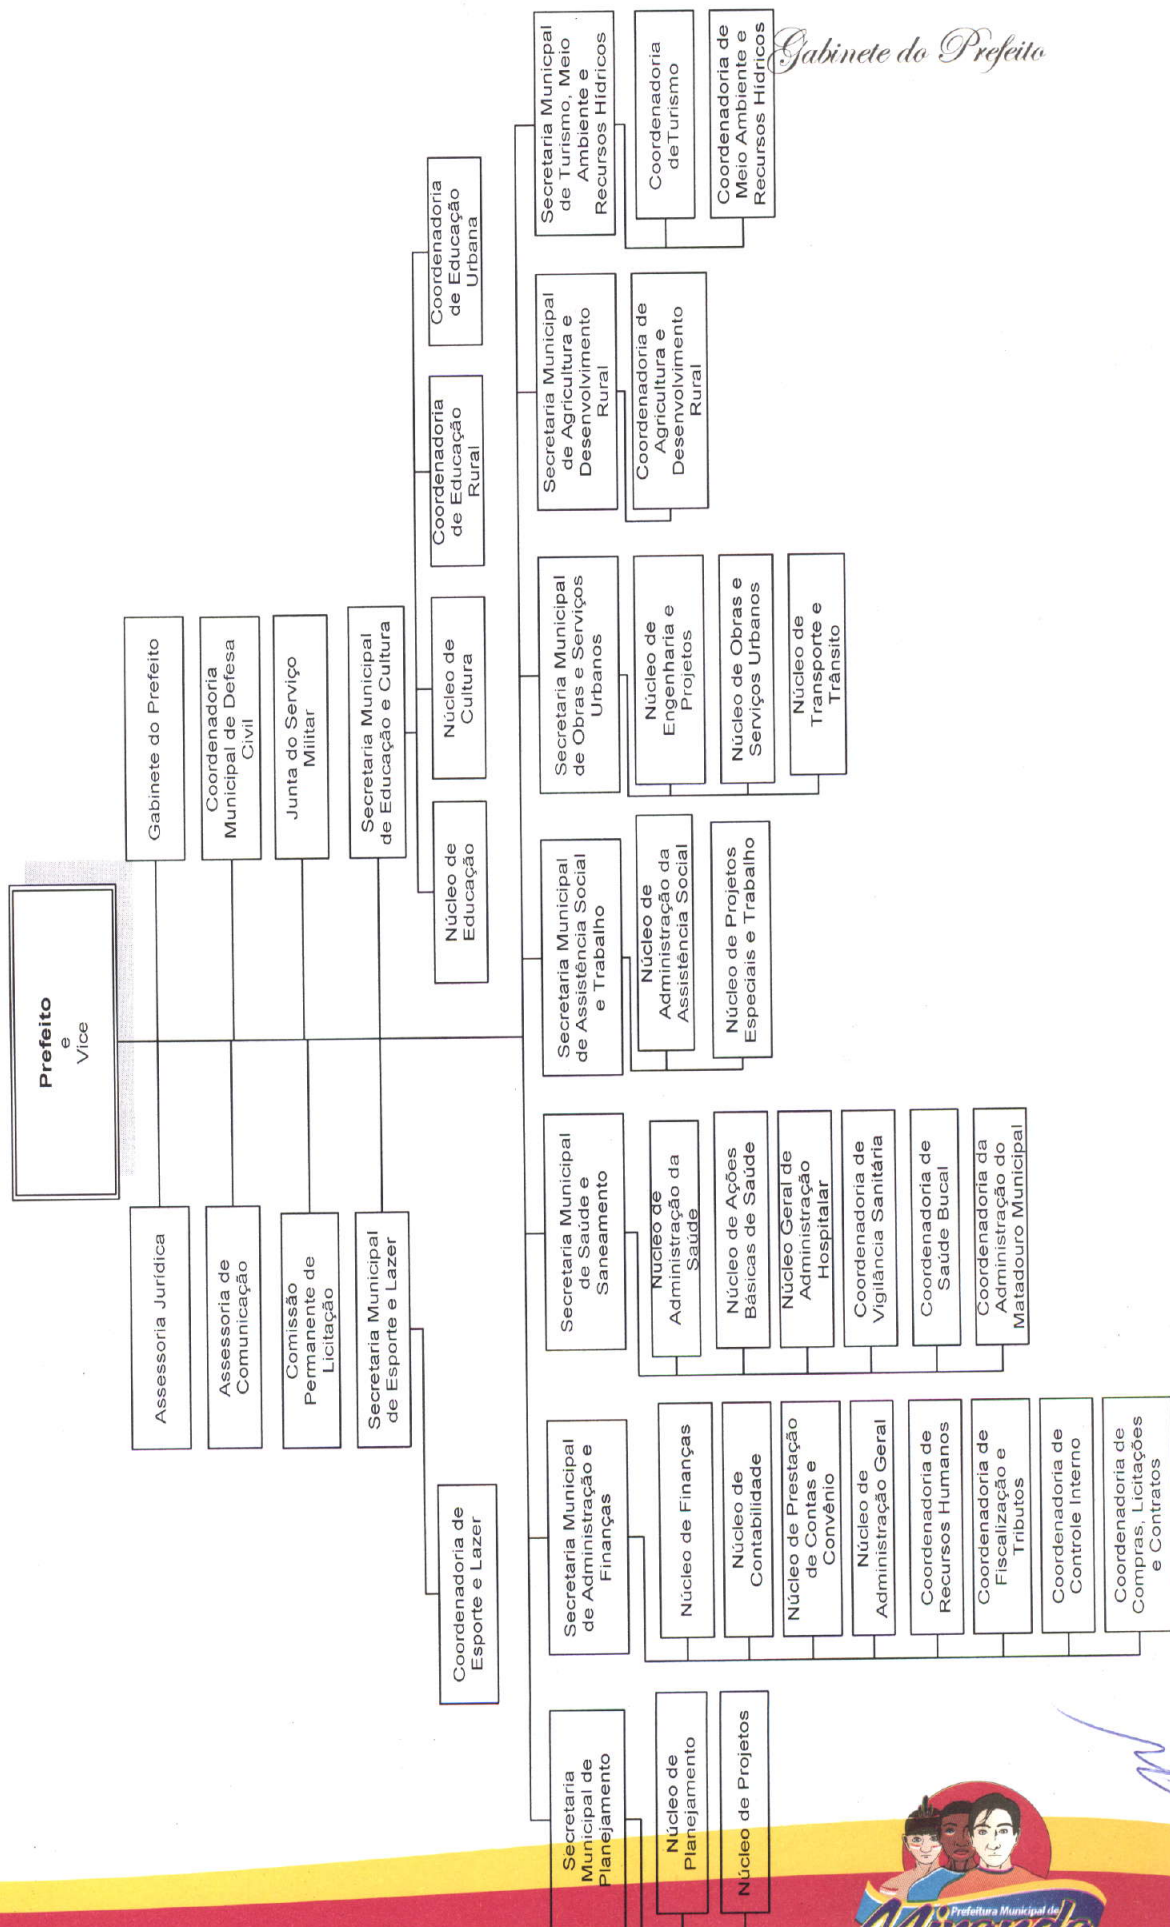 Gabinete do Prefeito
Prefeito
e
Vice
Assessoria Jurídica
Gabinete do Prefeito
Assessoria de
Comunicação
Coordenadoria
Municipal de Defesa
Civil
Comissão
Permanente de
Licitação
Junta do Serviço
Militar
Secretaria Municipal
de Esporte e Lazer
Secretaria Municipal
de Educação e Cultura
Coordenadoria de
Esporte e Lazer
Núcleo de
Educação
Núcleo de
Cultura
Coordenadoria
de Educação
Rural
Coordenadoria
de Educação
Urbana
Secretaria
Municipal de
Planejamento
Núcleo de
Planejamento
Núcleo de Projetos
Secretaria Municipal
de Administração e
Finanças
Núcleo de Finanças
Núcleo de
Contabilidade
Núcleo de Prestação
de Contas e
Convênio
Núcleo de
Administração Geral
Coordenadoria de
Recursos Humanos
Coordenadoria de
Fiscalização e
Tributos
Coordenadoria de
Controle Interno
Coordenadoria de
Compras, Licitações
e Contratos
Secretaria Municipal
de Saúde e
Saneamento
Nucleo de
Administração da
Saúde
Núcleo de Ações
Básicas de Saúde
Núcleo Geral de
Administração
Hospitalar
Coordenadoria de
Vigilância Sanitária
Coordenadoria de
Saúde Bucal
Coordenadoria da
Administração do
Matadouro Municipal
Secretaria Municipal
de Assistência Social
e Trabalho
Núcleo de
Administração da
Assistência Social
Núcleo de Projetos
Especiais e Trabalho
Secretaria Municipal
de Obras e Serviços
Urbanos
Núcleo de
Engenharia e
Projetos
Núcleo de Obras e
Serviços Urbanos
Núcleo de
Transporte e
Trânsito
Secretaria Municipal
de Agricultura e
Desenvolvimento
Rural
Coordenadoria de
Agricultura e
Desenvolvimento
Rural
Secretaria Municpal
de Turismo, Meio
Ambiente e
Recursos Hídricos
Coordenadoria
deTurismo
Coordenadoria de
Meio Ambiente e
Recursos Hídricos
Prefeitura Municipal de
Miranda